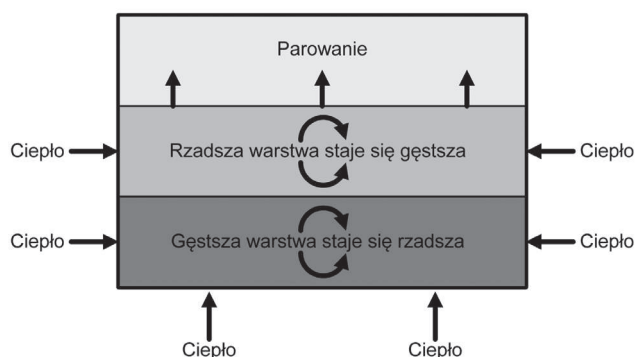 Parowanie
Ciepło
Rzadsza warstwa staje się gęstsza
Ciepło
Ciepło
Gęstsza warstwa staje się rzadsza
Ciepło
Ciepło
Ciepło